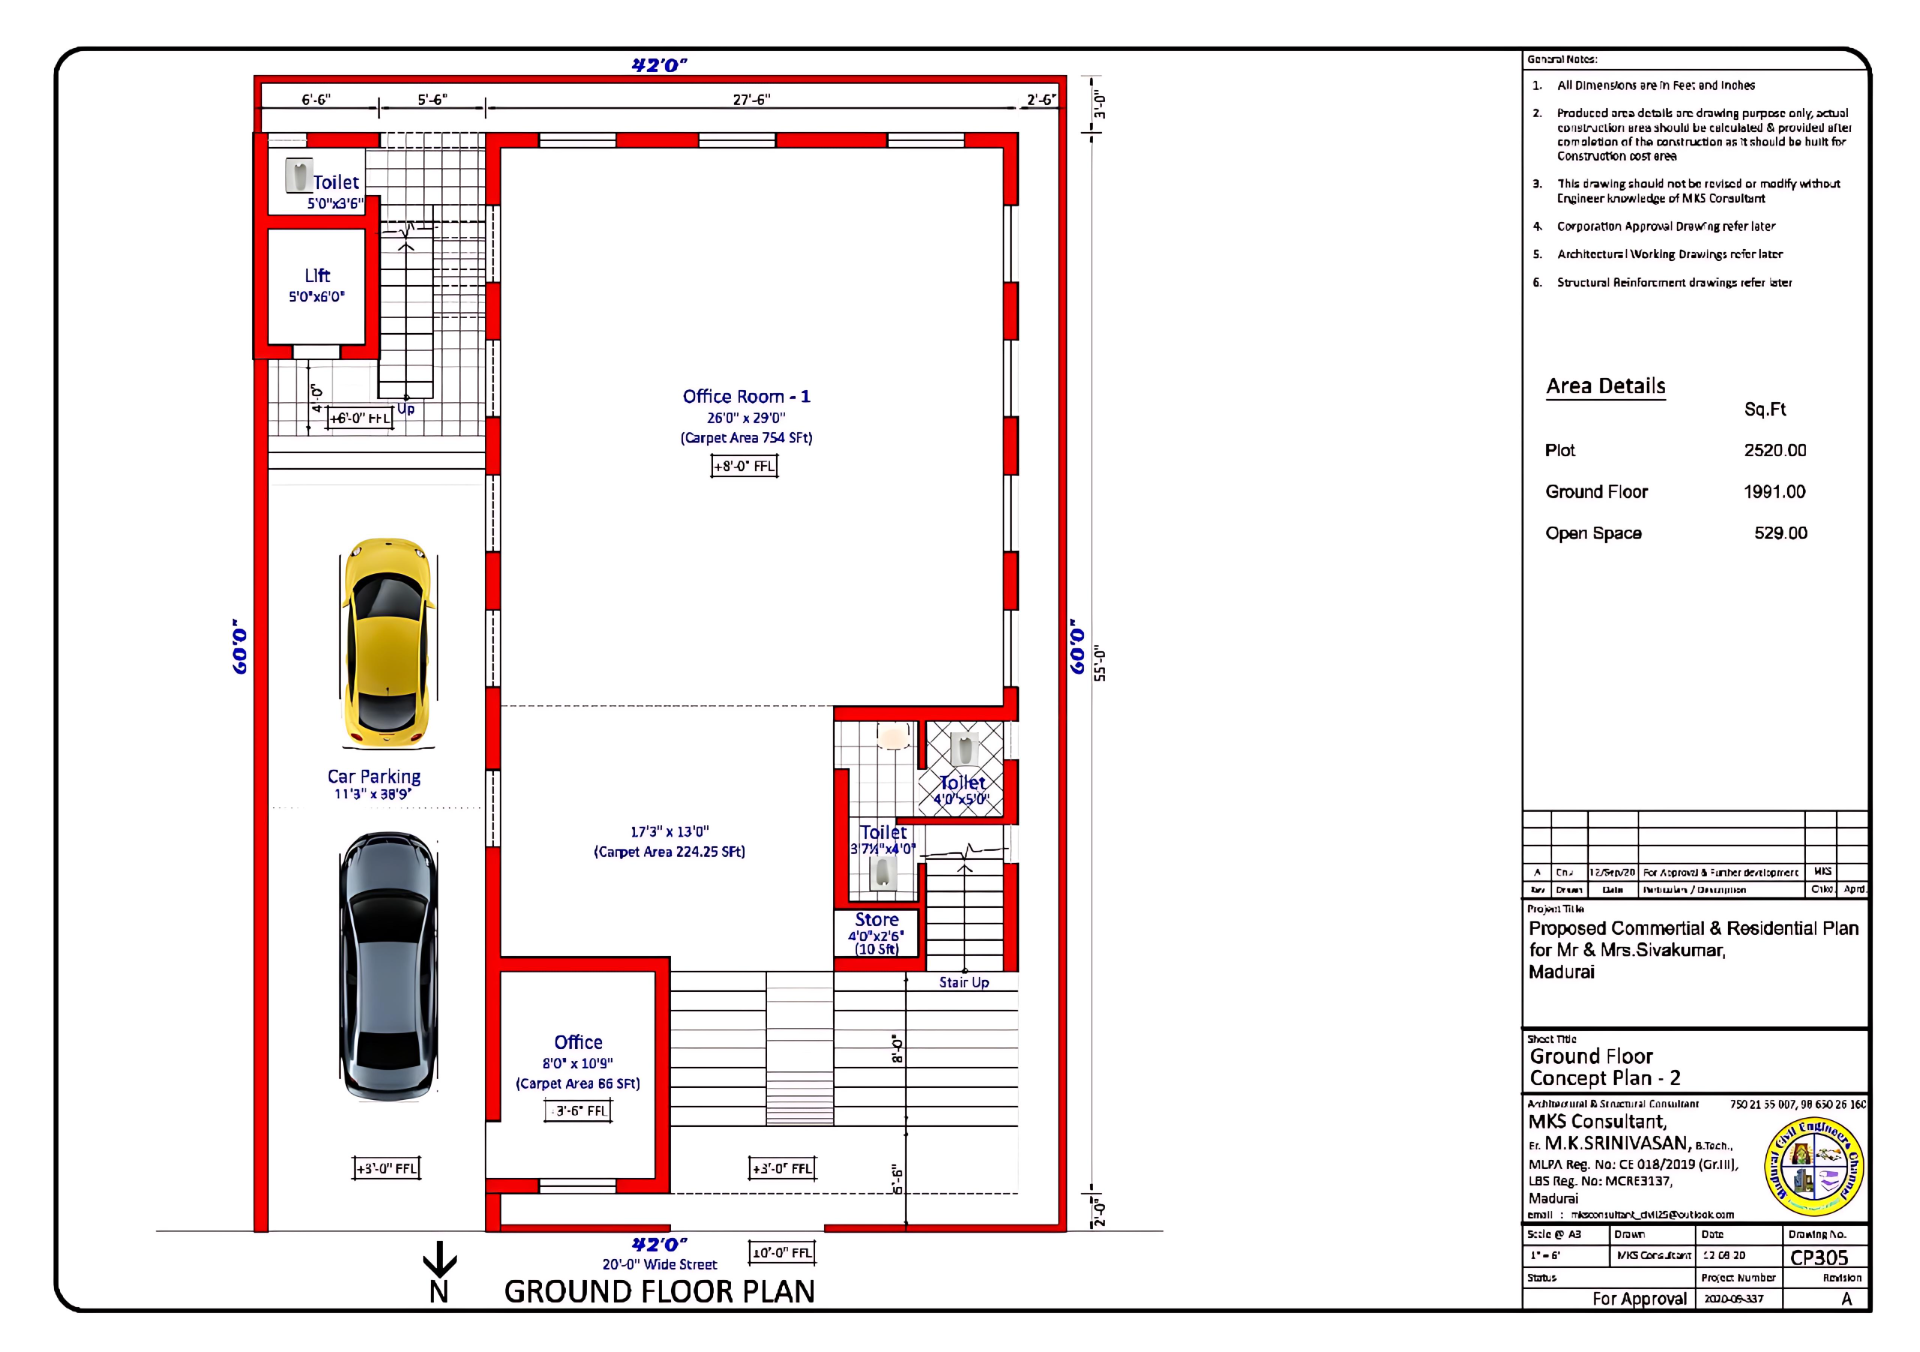 42'0"
6'-6"
5'-6"
27'-6"
2'-6"
3'-0"
Toilet
5'0"x3'6"
Lift
5'0"x6'0"
4'-0"
Up
+6'-0" FFL
Office Room - 1
26'0" x 29'0"
(Carpet Area 754 SFt)
+8'-0" FFL
60'0"
60'0"
55'-0"
Car Parking
11'3" x 38'9"
17'3" x 13'0"
(Carpet Area 224.25 SFt)
Toilet
4'0"x5'0"
Toilet
3'7½"x4'0"
Store
4'0"x2'6"
(10 Sft)
Stair Up
Office
8'0" x 10'9"
(Carpet Area 86 SFt)
3'-6" FFL
8'-0"
+3'-0" FFL
+3'-0" FFL
5'-6"
2'-0"
42'0"
±0'-0" FFL
20'-0" Wide Street
N
GROUND FLOOR PLAN
General Notes:
1. All Dimensions are in Feet and Inches
2. Produced area details are drawing purpose only, actual
construction area should be calculated & provided after
completion of the construction as it should be built for
Construction cost area
3. This drawing should not be revised or modify without
Engineer knowledge of MKS Consultant
4. Corporation Approval Drawing refer later
5. Architectural Working Drawings refer later
6. Structural Reinforcment drawings refer later
Area Details
Sq.Ft
Plot 2520.00
Ground Floor 1991.00
Open Space 529.00
A 12/Sep/20 For Approval & Further development MKS
Rev Drawn Date Particulars / Description Chkd. Aprd.
Project Title
Proposed Commertial & Residential Plan
for Mr & Mrs.Sivakumar,
Madurai
Sheet Title
Ground Floor
Concept Plan - 2
Architectural & Structural Consultant 750 21 55 007, 98 650 26 160
MKS Consultant,
Er. M.K.SRINIVASAN, B.Tech.,
MLPA Reg. No: CE 018/2019 (Gr.III),
LBS Reg. No: MCRE3137,
Madurai
email : mksconsultant_civil25@outlook.com
Madurai Civil Engineers Channel
Scale @ A3 Drawn Date Drawing No.
1" = 6' MKS Consultant 12 09 20 CP305
Status Project Number Revision
For Approval 2020-09-337 A